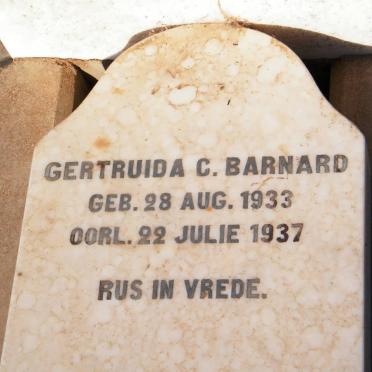 GERTRUIDA C. BARNARD
GEB. 28 AUG. 1933
OORL. 22 JULIE 1937
RUS IN VREDE.